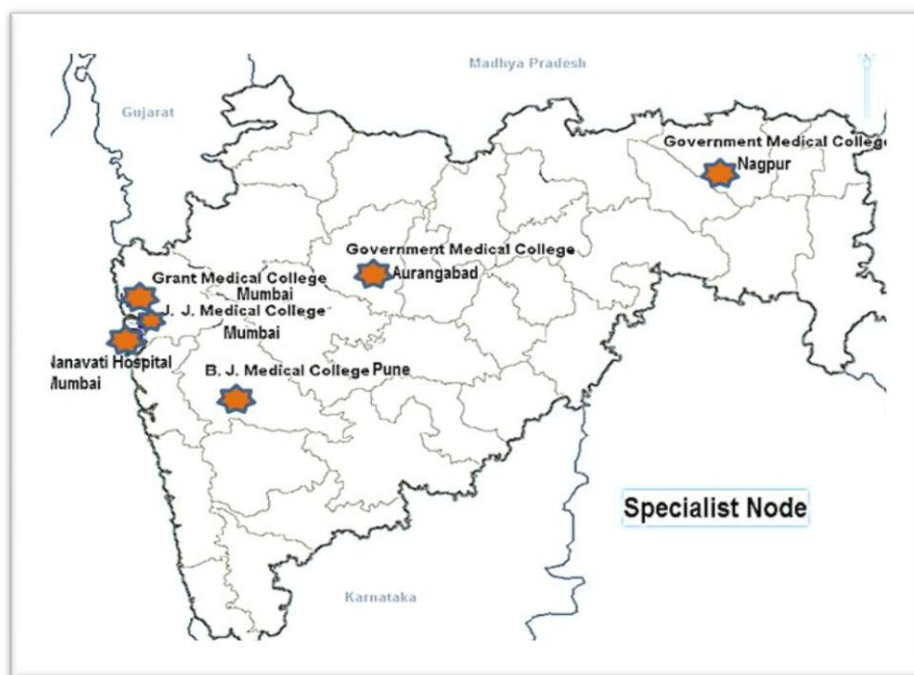 Madhya Pradesh
Gujarat
Government Medical College
Nagpur
Government Medical College
Aurangabad
Grant Medical College
Mumbai
J. J. Medical College
Mumbai
Nanavati Hospital
Mumbai
B. J. Medical College Pune
Specialist Node
Karnataka